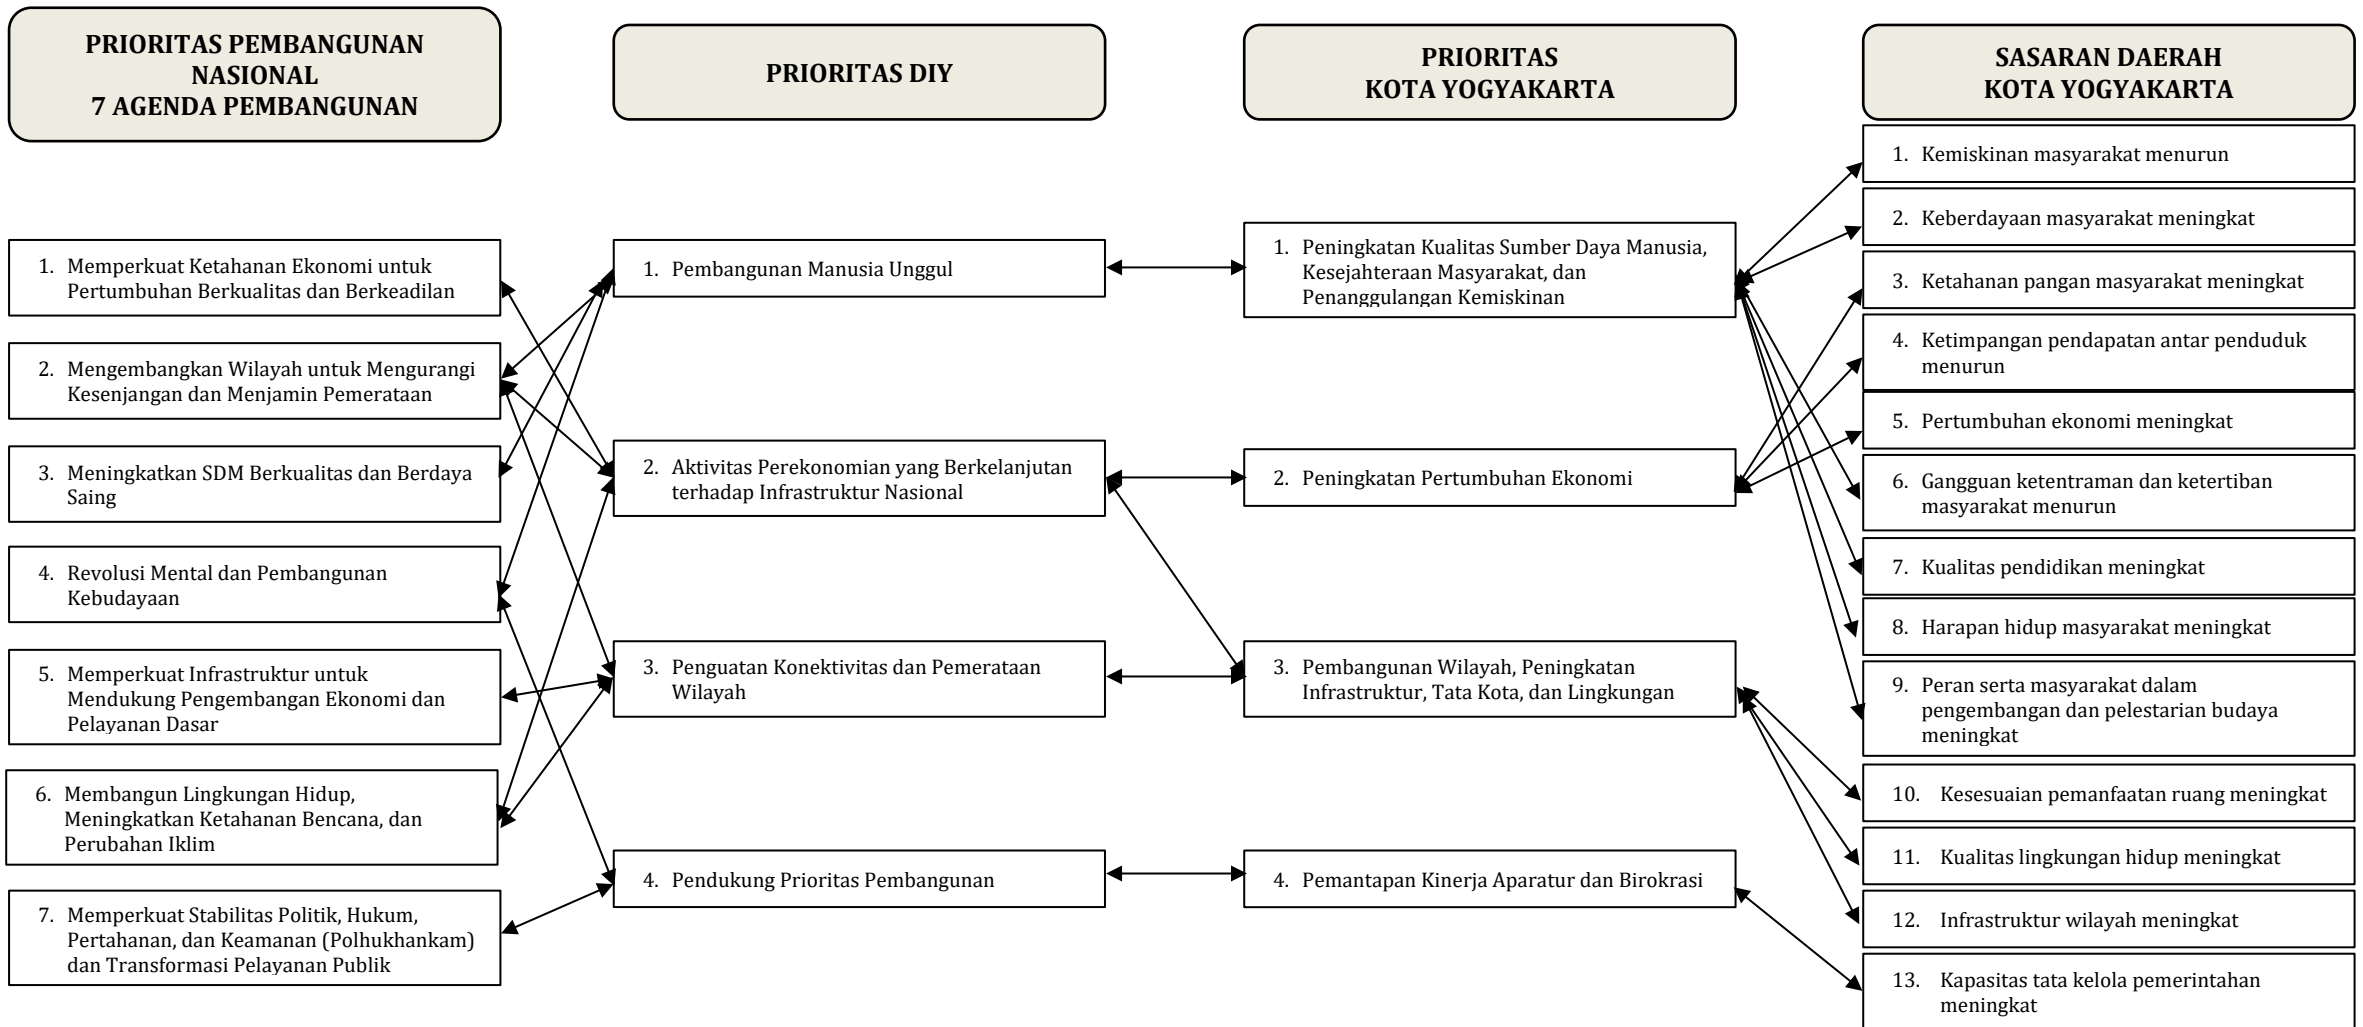 PRIORITAS PEMBANGUNAN
NASIONAL
7 AGENDA PEMBANGUNAN
1. Memperkuat Ketahanan Ekonomi untuk
Pertumbuhan Berkualitas dan Berkeadilan
2. Mengembangkan Wilayah untuk Mengurangi
Kesenjangan dan Menjamin Pemerataan
3. Meningkatkan SDM Berkualitas dan Berdaya
Saing
4. Revolusi Mental dan Pembangunan
Kebudayaan
5. Memperkuat Infrastruktur untuk
Mendukung Pengembangan Ekonomi dan
Pelayanan Dasar
6. Membangun Lingkungan Hidup,
Meningkatkan Ketahanan Bencana, dan
Perubahan Iklim
7. Memperkuat Stabilitas Politik, Hukum,
Pertahanan, dan Keamanan (Polhukhankam)
dan Transformasi Pelayanan Publik
PRIORITAS DIY
1. Pembangunan Manusia Unggul
2. Aktivitas Perekonomian yang Berkelanjutan
terhadap Infrastruktur Nasional
3. Penguatan Konektivitas dan Pemerataan
Wilayah
4. Pendukung Prioritas Pembangunan
PRIORITAS
KOTA YOGYAKARTA
1. Peningkatan Kualitas Sumber Daya Manusia,
Kesejahteraan Masyarakat, dan
Penanggulangan Kemiskinan
2. Peningkatan Pertumbuhan Ekonomi
3. Pembangunan Wilayah, Peningkatan
Infrastruktur, Tata Kota, dan Lingkungan
4. Pemantapan Kinerja Aparatur dan Birokrasi
SASARAN DAERAH
KOTA YOGYAKARTA
1. Kemiskinan masyarakat menurun
2. Keberdayaan masyarakat meningkat
3. Ketahanan pangan masyarakat meningkat
4. Ketimpangan pendapatan antar penduduk
menurun
5. Pertumbuhan ekonomi meningkat
6. Gangguan ketentraman dan ketertiban
masyarakat menurun
7. Kualitas pendidikan meningkat
8. Harapan hidup masyarakat meningkat
9. Peran serta masyarakat dalam
pengembangan dan pelestarian budaya
meningkat
10. Kesesuaian pemanfaatan ruang meningkat
11. Kualitas lingkungan hidup meningkat
12. Infrastruktur wilayah meningkat
13. Kapasitas tata kelola pemerintahan
meningkat